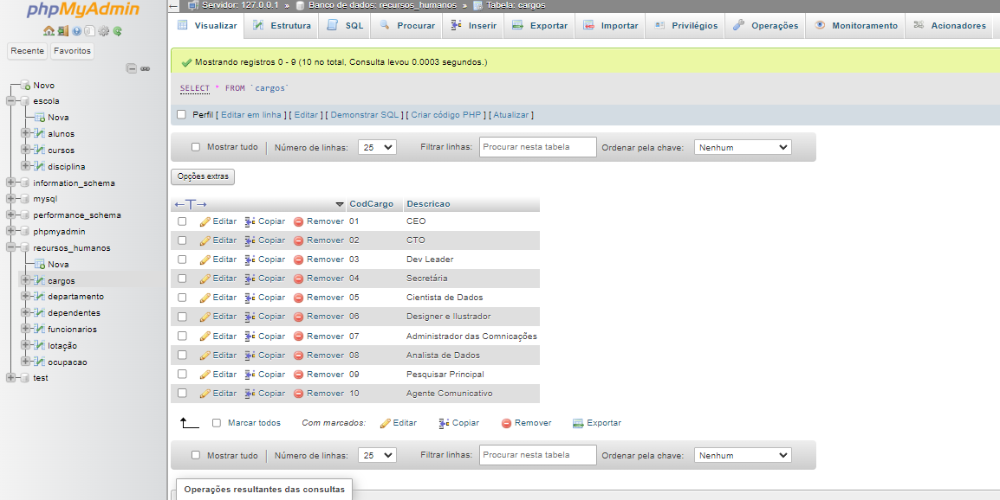 phpMyAdmin
Recente Favoritos
Novo
escola
Nova
alunos
cursos
disciplina
information_schema
mysql
performance_schema
phpmyadmin
recursos_humanos
Nova
cargos
departamento
dependentes
funcionarios
lotação
ocupacao
test
Servidor: 127.0.0.1 » Banco de dados: recursos_humanos » Tabela: cargos
Visualizar Estrutura SQL Procurar Inserir Exportar Importar Privilégios Operações Monitoramento Acionadores
Mostrando registros 0 - 9 (10 no total, Consulta levou 0.0003 segundos.)
SELECT * FROM `cargos`
Perfil [ Editar em linha ] [ Editar ] [ Demonstrar SQL ] [ Criar código PHP ] [ Atualizar ]
Mostrar tudo Número de linhas: 25 Filtrar linhas: Procurar nesta tabela Ordenar pela chave: Nenhum
Opções extras
←T→ CodCargo Descricao
Editar Copiar Remover 01 CEO
Editar Copiar Remover 02 CTO
Editar Copiar Remover 03 Dev Leader
Editar Copiar Remover 04 Secretária
Editar Copiar Remover 05 Cientista de Dados
Editar Copiar Remover 06 Designer e Ilustrador
Editar Copiar Remover 07 Administrador das Comnicações
Editar Copiar Remover 08 Analista de Dados
Editar Copiar Remover 09 Pesquisar Principal
Editar Copiar Remover 10 Agente Comunicativo
Marcar todos Com marcados: Editar Copiar Remover Exportar
Mostrar tudo Número de linhas: 25 Filtrar linhas: Procurar nesta tabela Ordenar pela chave: Nenhum
Operações resultantes das consultas